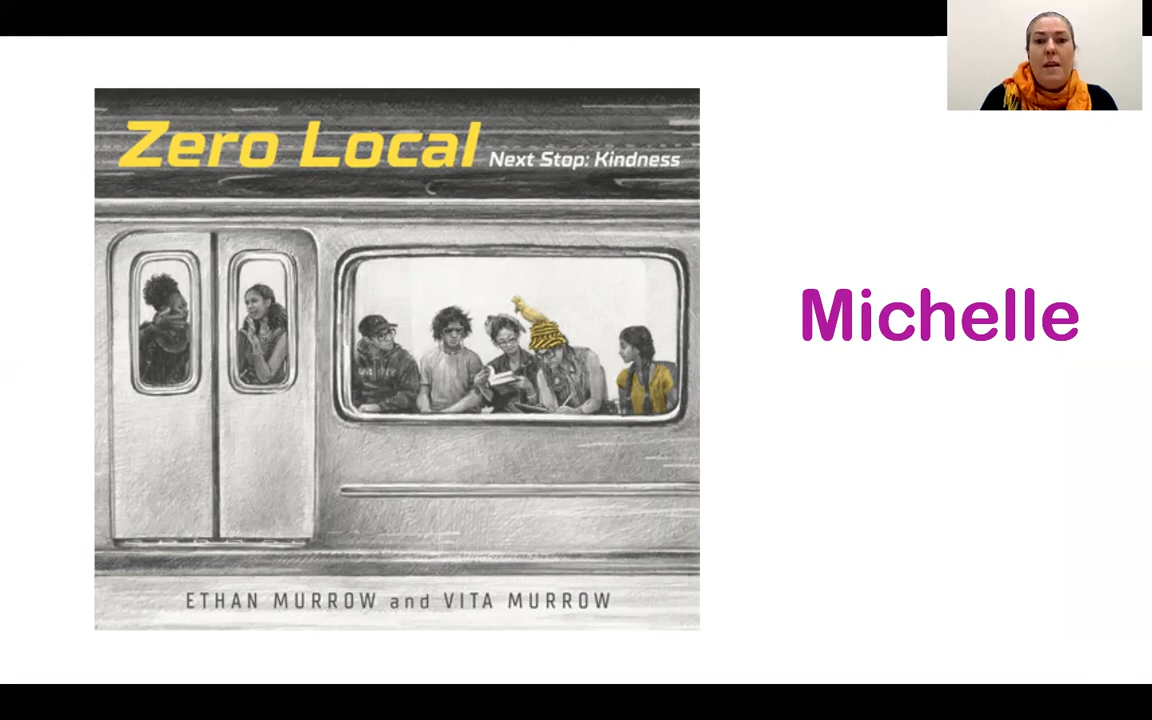 Zero Local Next Stop: Kindness
Michelle
ETHAN MURROW and VITA MURROW